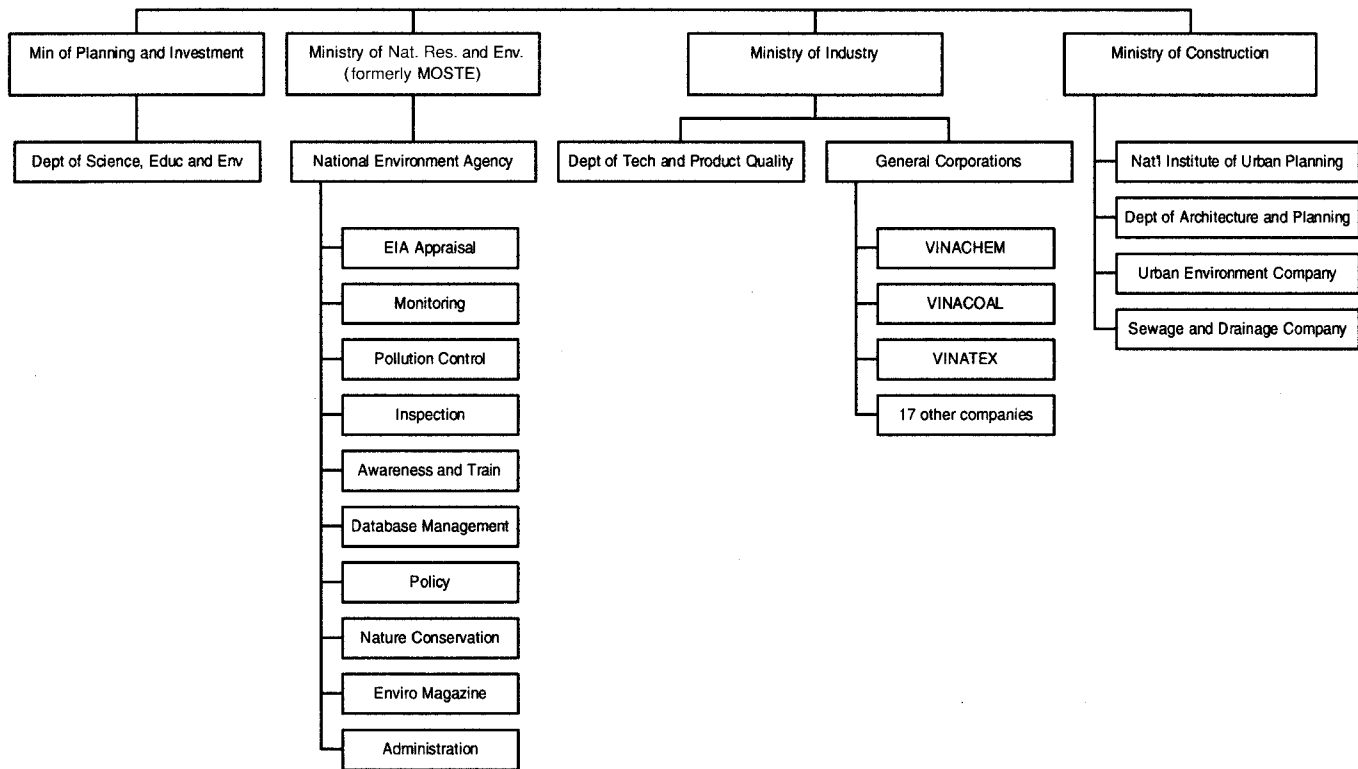 Min of Planning and Investment
Ministry of Nat. Res. and Env.
(formerly MOSTE)
Ministry of Industry
Ministry of Construction
Dept of Science, Educ and Env
National Environment Agency
Dept of Tech and Product Quality
General Corporations
Nat'l Institute of Urban Planning
Dept of Architecture and Planning
Urban Environment Company
Sewage and Drainage Company
EIA Appraisal
Monitoring
Pollution Control
Inspection
Awareness and Train
Database Management
Policy
Nature Conservation
Enviro Magazine
Administration
VINACHEM
VINACOAL
VINATEX
17 other companies